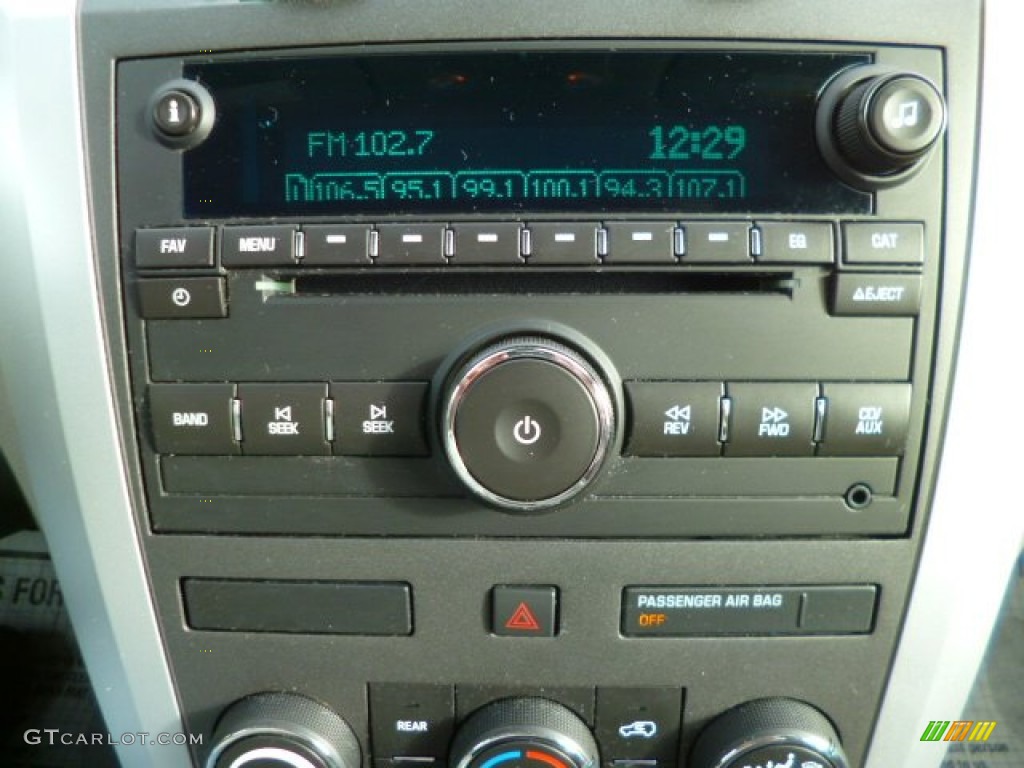 i
FM 102.7 12:29
106.5 95.1 99.1 100.1 94.3 107.1
FAV MENU EQ CAT
EJECT
BAND SEEK SEEK REV FWD CD/
AUX
PASSENGER AIR BAG
OFF
S FOR
REAR
GTCARLOT.COM